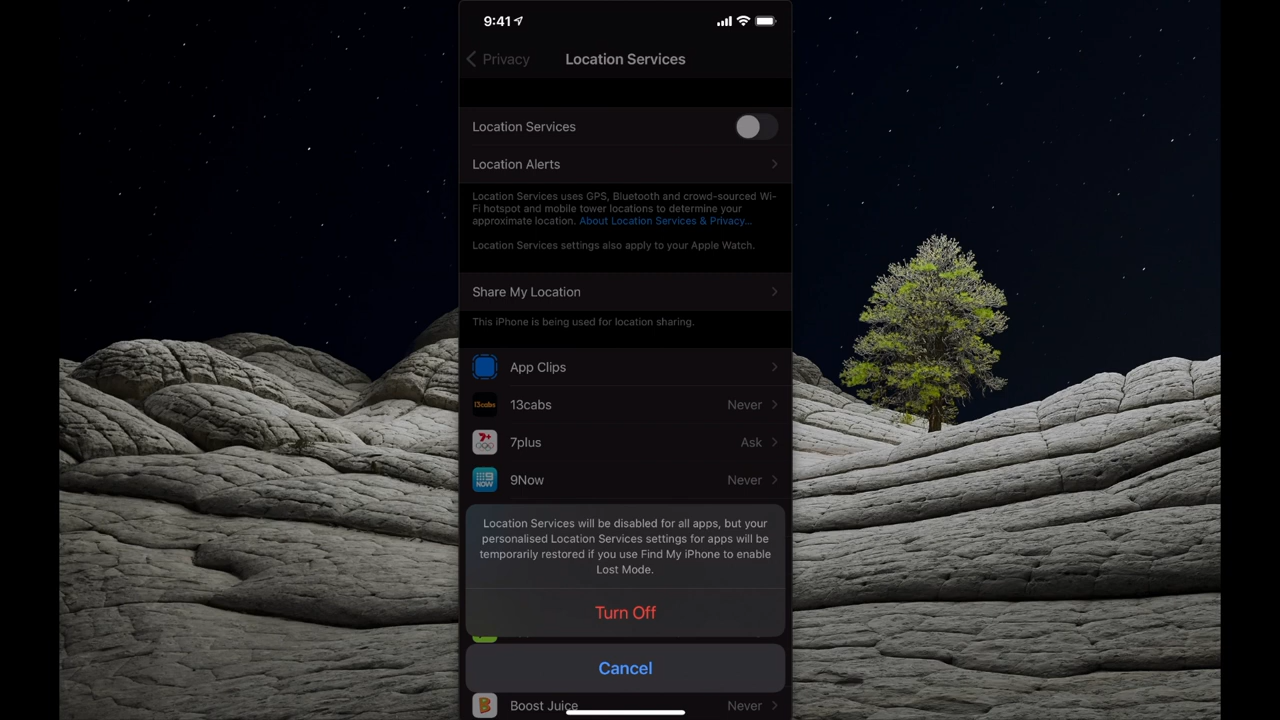 9:41
Privacy
Location Services
Location Services
Location Alerts
Location Services uses GPS, Bluetooth and crowd-sourced Wi-
Fi hotspot and mobile tower locations to determine your
approximate location. About Location Services & Privacy...
Location Services settings also apply to your Apple Watch.
Share My Location
This iPhone is being used for location sharing.
App Clips
13cabs 13cabs Never
7+ 7plus Ask
9 NOW 9Now Never
Location Services will be disabled for all apps, but your
personalised Location Services settings for apps will be
temporarily restored if you use Find My iPhone to enable
Lost Mode.
Turn Off
Cancel
B Boost Juice Never